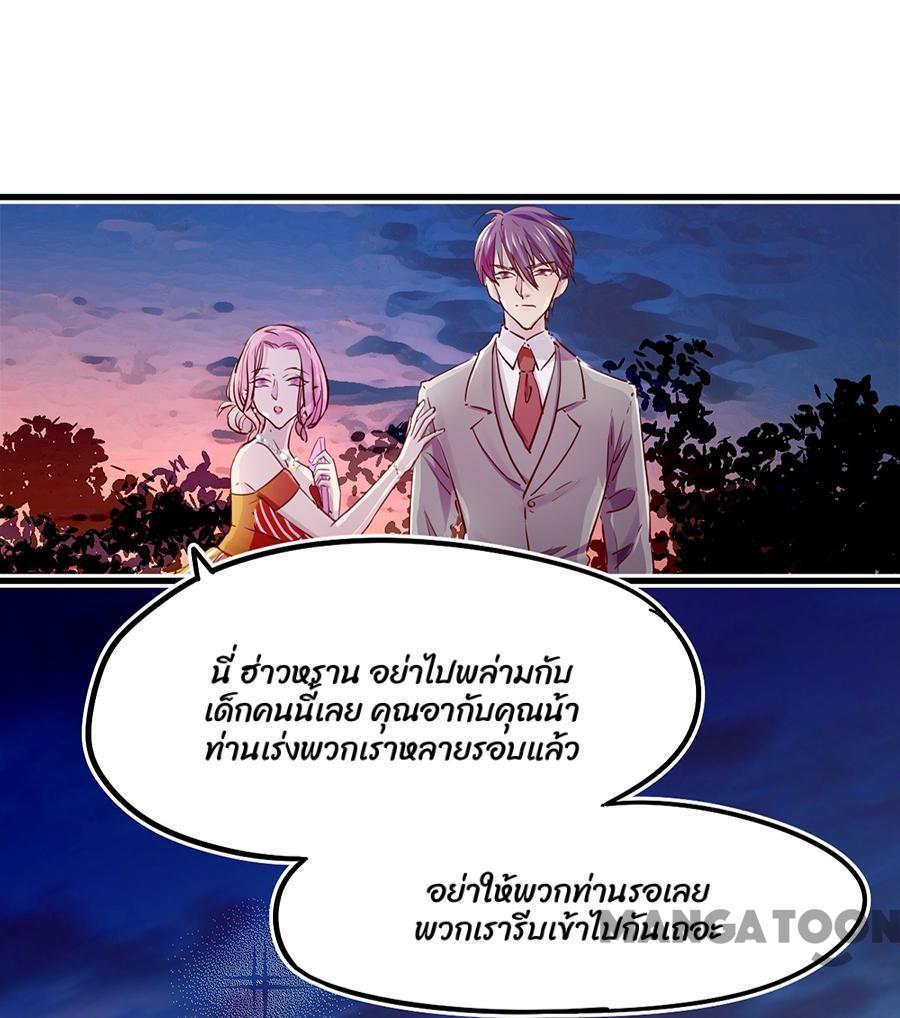 นี่ ฮ่าวหราน อย่าไปพล่ามกับ
เด็กคนนี้เลย คุณอากับคุณน้า
ท่านเร่งพวกเราหลายรอบแล้ว
อย่าให้พวกท่านรอเลย
พวกเรารีบเข้าไปกันเถอะ
MANGATOON